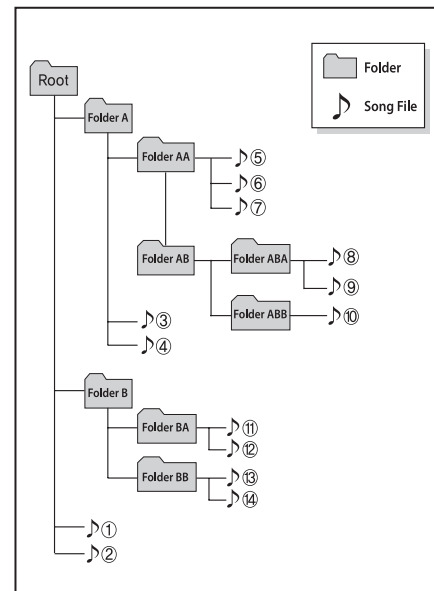 Root
Folder
Song File
Folder A
Folder AA
⑤
⑥
⑦
Folder AB
Folder ABA
⑧
⑨
Folder ABB
⑩
③
④
Folder B
Folder BA
⑪
⑫
Folder BB
⑬
⑭
①
②